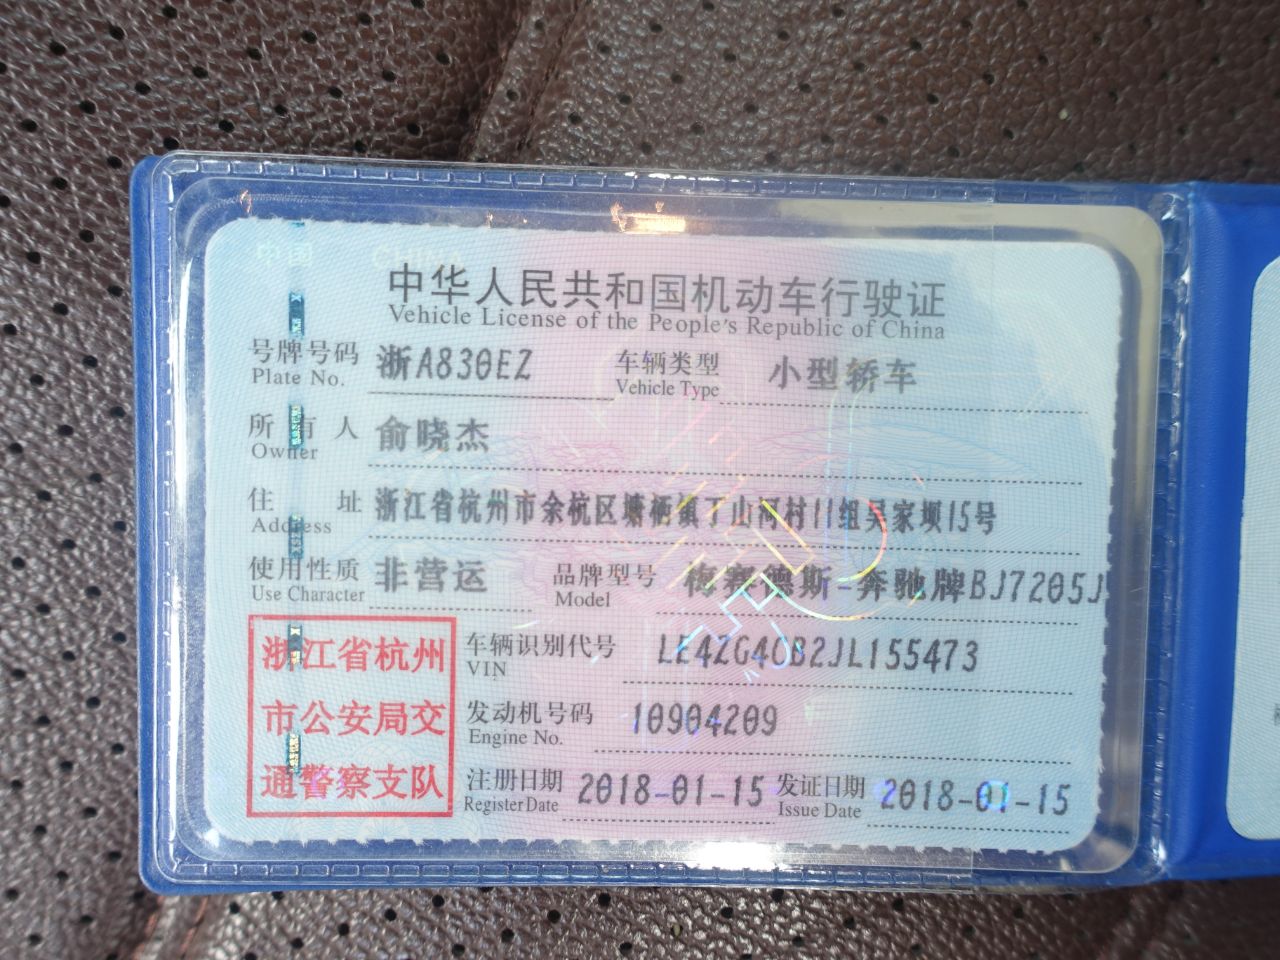 中华人民共和国机动车行驶证
Vehicle License of the People's Republic of China
号牌号码 浙A830EZ 车辆类型 小型轿车
Plate No. Vehicle Type
所有人 俞晓杰
Owner
住址 浙江省杭州市余杭区塘栖镇丁山河村11组吴家坝15号
Address
使用性质 非营运 品牌型号 梅赛德斯-奔驰牌BJ7205J
Use Character Model
浙江省杭州
市公安局交
通警察支队
车辆识别代号 LE4ZG4CB2JL155473
VIN
发动机号码 10904209
Engine No.
注册日期 2018-01-15 发证日期 2018-01-15
Register Date Issue Date